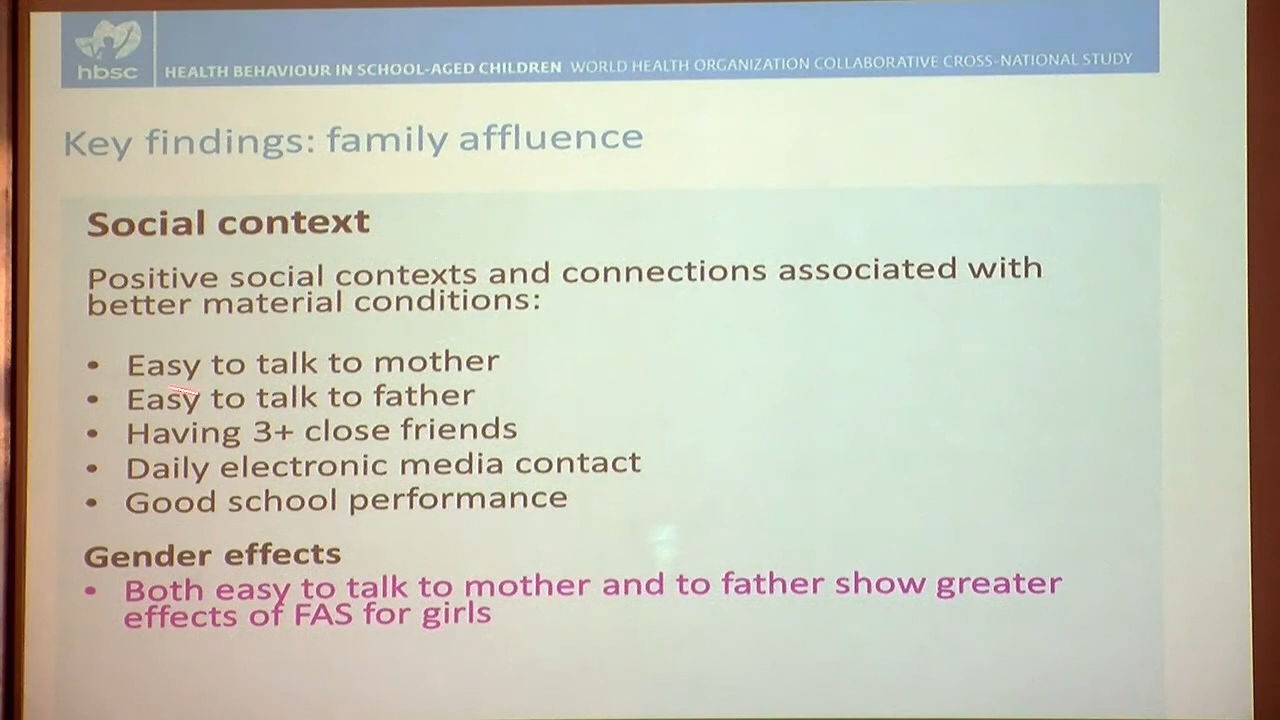 hbsc
HEALTH BEHAVIOUR IN SCHOOL-AGED CHILDREN WORLD HEALTH ORGANIZATION COLLABORATIVE CROSS-NATIONAL STUDY
Key findings: family affluence
Social context
Positive social contexts and connections associated with
better material conditions:
• Easy to talk to mother
• Easy to talk to father
• Having 3+ close friends
• Daily electronic media contact
• Good school performance
Gender effects
• Both easy to talk to mother and to father show greater
effects of FAS for girls